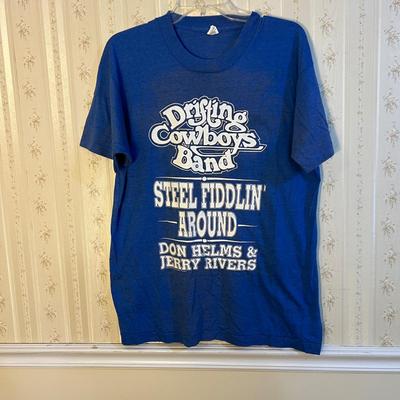 Drifting
Cowboys
Band
STEEL FIDDLIN'
AROUND
DON HELMS &
JERRY RIVERS